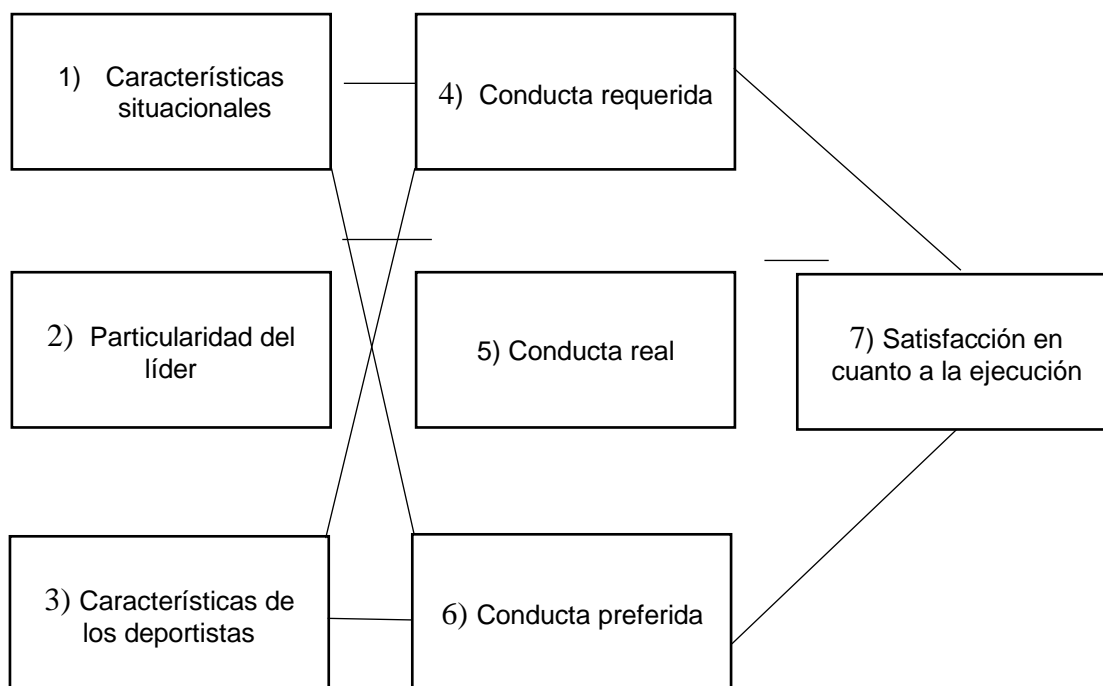 1) Características
situacionales
4) Conducta requerida
2) Particularidad del
líder
5) Conducta real
7) Satisfacción en
cuanto a la ejecución
3) Características de
los deportistas
6) Conducta preferida